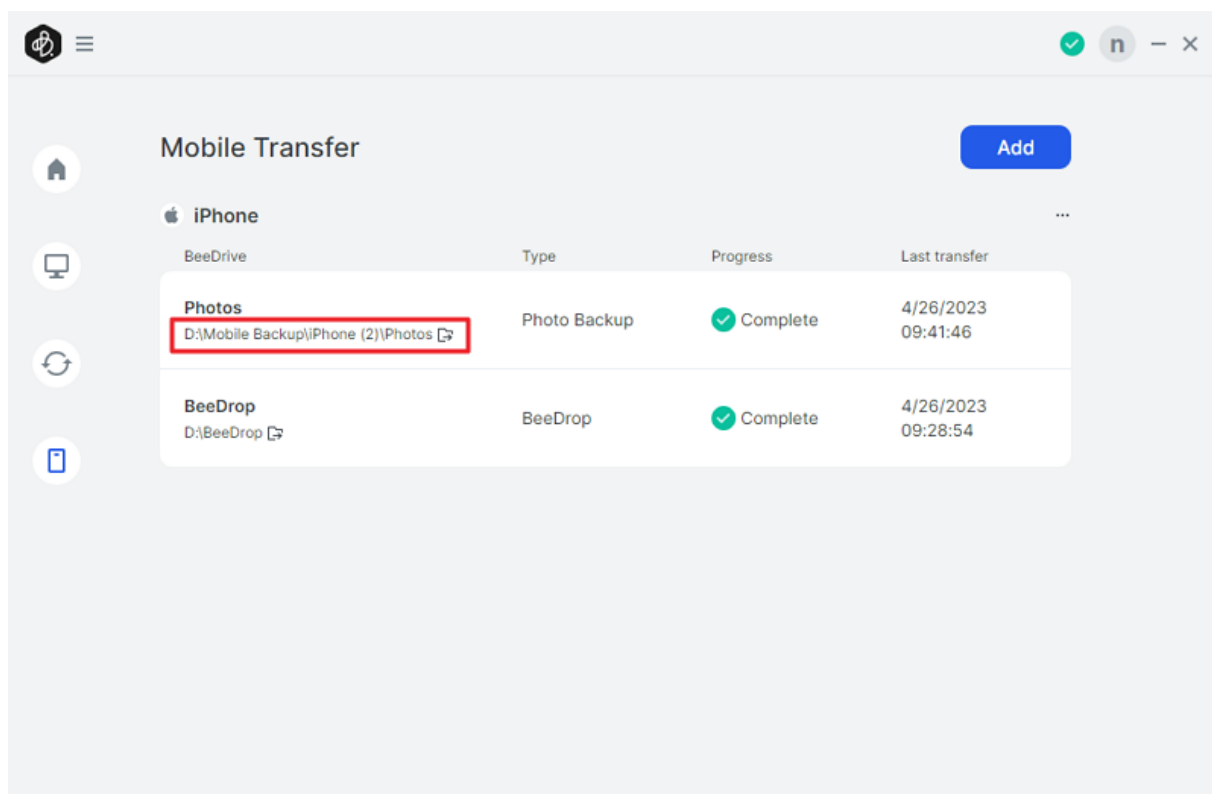 n
Mobile Transfer
Add
iPhone
...
BeeDrive Type Progress Last transfer
Photos
D:\Mobile Backup\iPhone (2)\Photos
Photo Backup
Complete
4/26/2023
09:41:46
BeeDrop
D:\BeeDrop
BeeDrop
Complete
4/26/2023
09:28:54